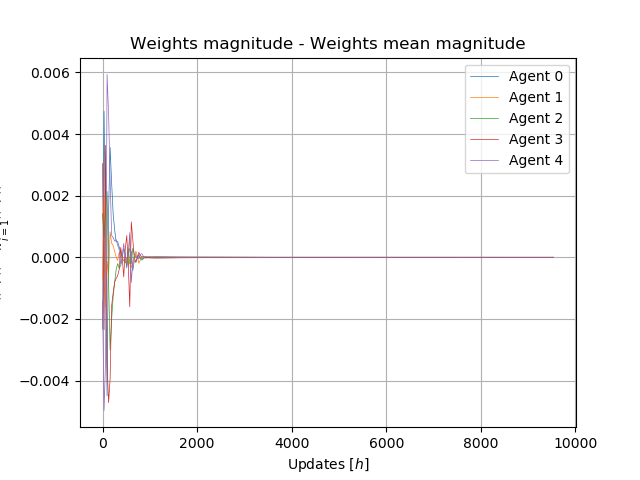 Weights magnitude - Weights mean magnitude
0.006
0.004
0.002
0.000
−0.002
−0.004
0
2000
4000
6000
8000
10000
Updates [h]
Agent 0
Agent 1
Agent 2
Agent 3
Agent 4